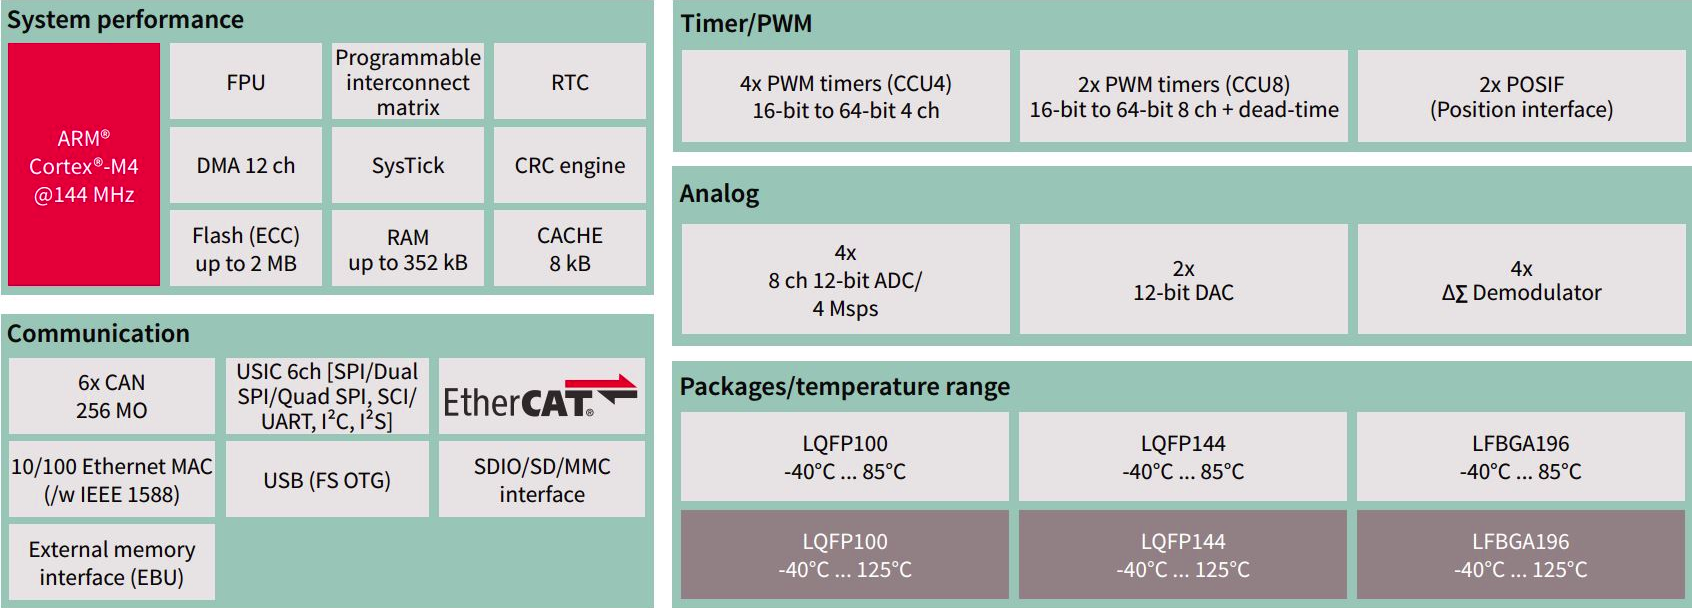 System performance
ARM®
Cortex®-M4
@144 MHz
FPU
Programmable
interconnect
matrix
RTC
DMA 12 ch
SysTick
CRC engine
Flash (ECC)
up to 2 MB
RAM
up to 352 kB
CACHE
8 kB
Communication
6x CAN
256 MO
USIC 6ch [SPI/Dual
SPI/Quad SPI, SCI/
UART, I²C, I²S]
EtherCAT®
10/100 Ethernet MAC
(/w IEEE 1588)
USB (FS OTG)
SDIO/SD/MMC
interface
External memory
interface (EBU)
Timer/PWM
4x PWM timers (CCU4)
16-bit to 64-bit 4 ch
2x PWM timers (CCU8)
16-bit to 64-bit 8 ch + dead-time
2x POSIF
(Position interface)
Analog
4x
8 ch 12-bit ADC/
4 Msps
2x
12-bit DAC
4x
ΔΣ Demodulator
Packages/temperature range
LQFP100
-40°C ... 85°C
LQFP144
-40°C ... 85°C
LFBGA196
-40°C ... 85°C
LQFP100
-40°C ... 125°C
LQFP144
-40°C ... 125°C
LFBGA196
-40°C ... 125°C